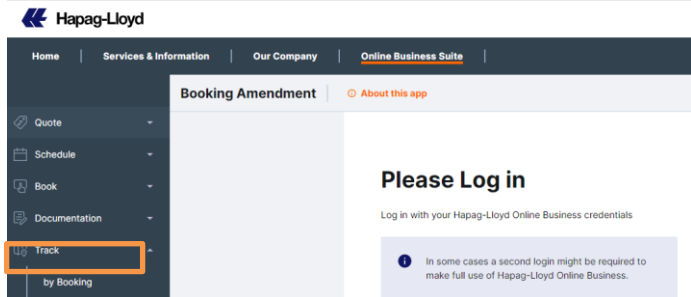 Hapag-Lloyd
Home Services & Information Our Company Online Business Suite
Booking Amendment About this app
Quote
Schedule
Book
Documentation
Track
by Booking
Please Log in
Log in with your Hapag-Lloyd Online Business credentials
In some cases a second login might be required to
make full use of Hapag-Lloyd Online Business.